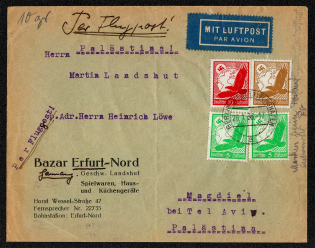 Per Flugpost!
MIT LUFTPOST
PAR AVION
Palästina!
Herrn
Martin Landshut
Adr.Herrn Heinrich Löwe
Per Flugpost!
Bazar Erfurt-Nord
Geschw. Landshut
Spielwaren, Haus-
und Küchengeräte
Horst Wessel-Straße 47
Fernsprecher Nr. 22735
Bahnstation: Erfurt-Nord
Magdiel
bei Tel Aviv
Palästina